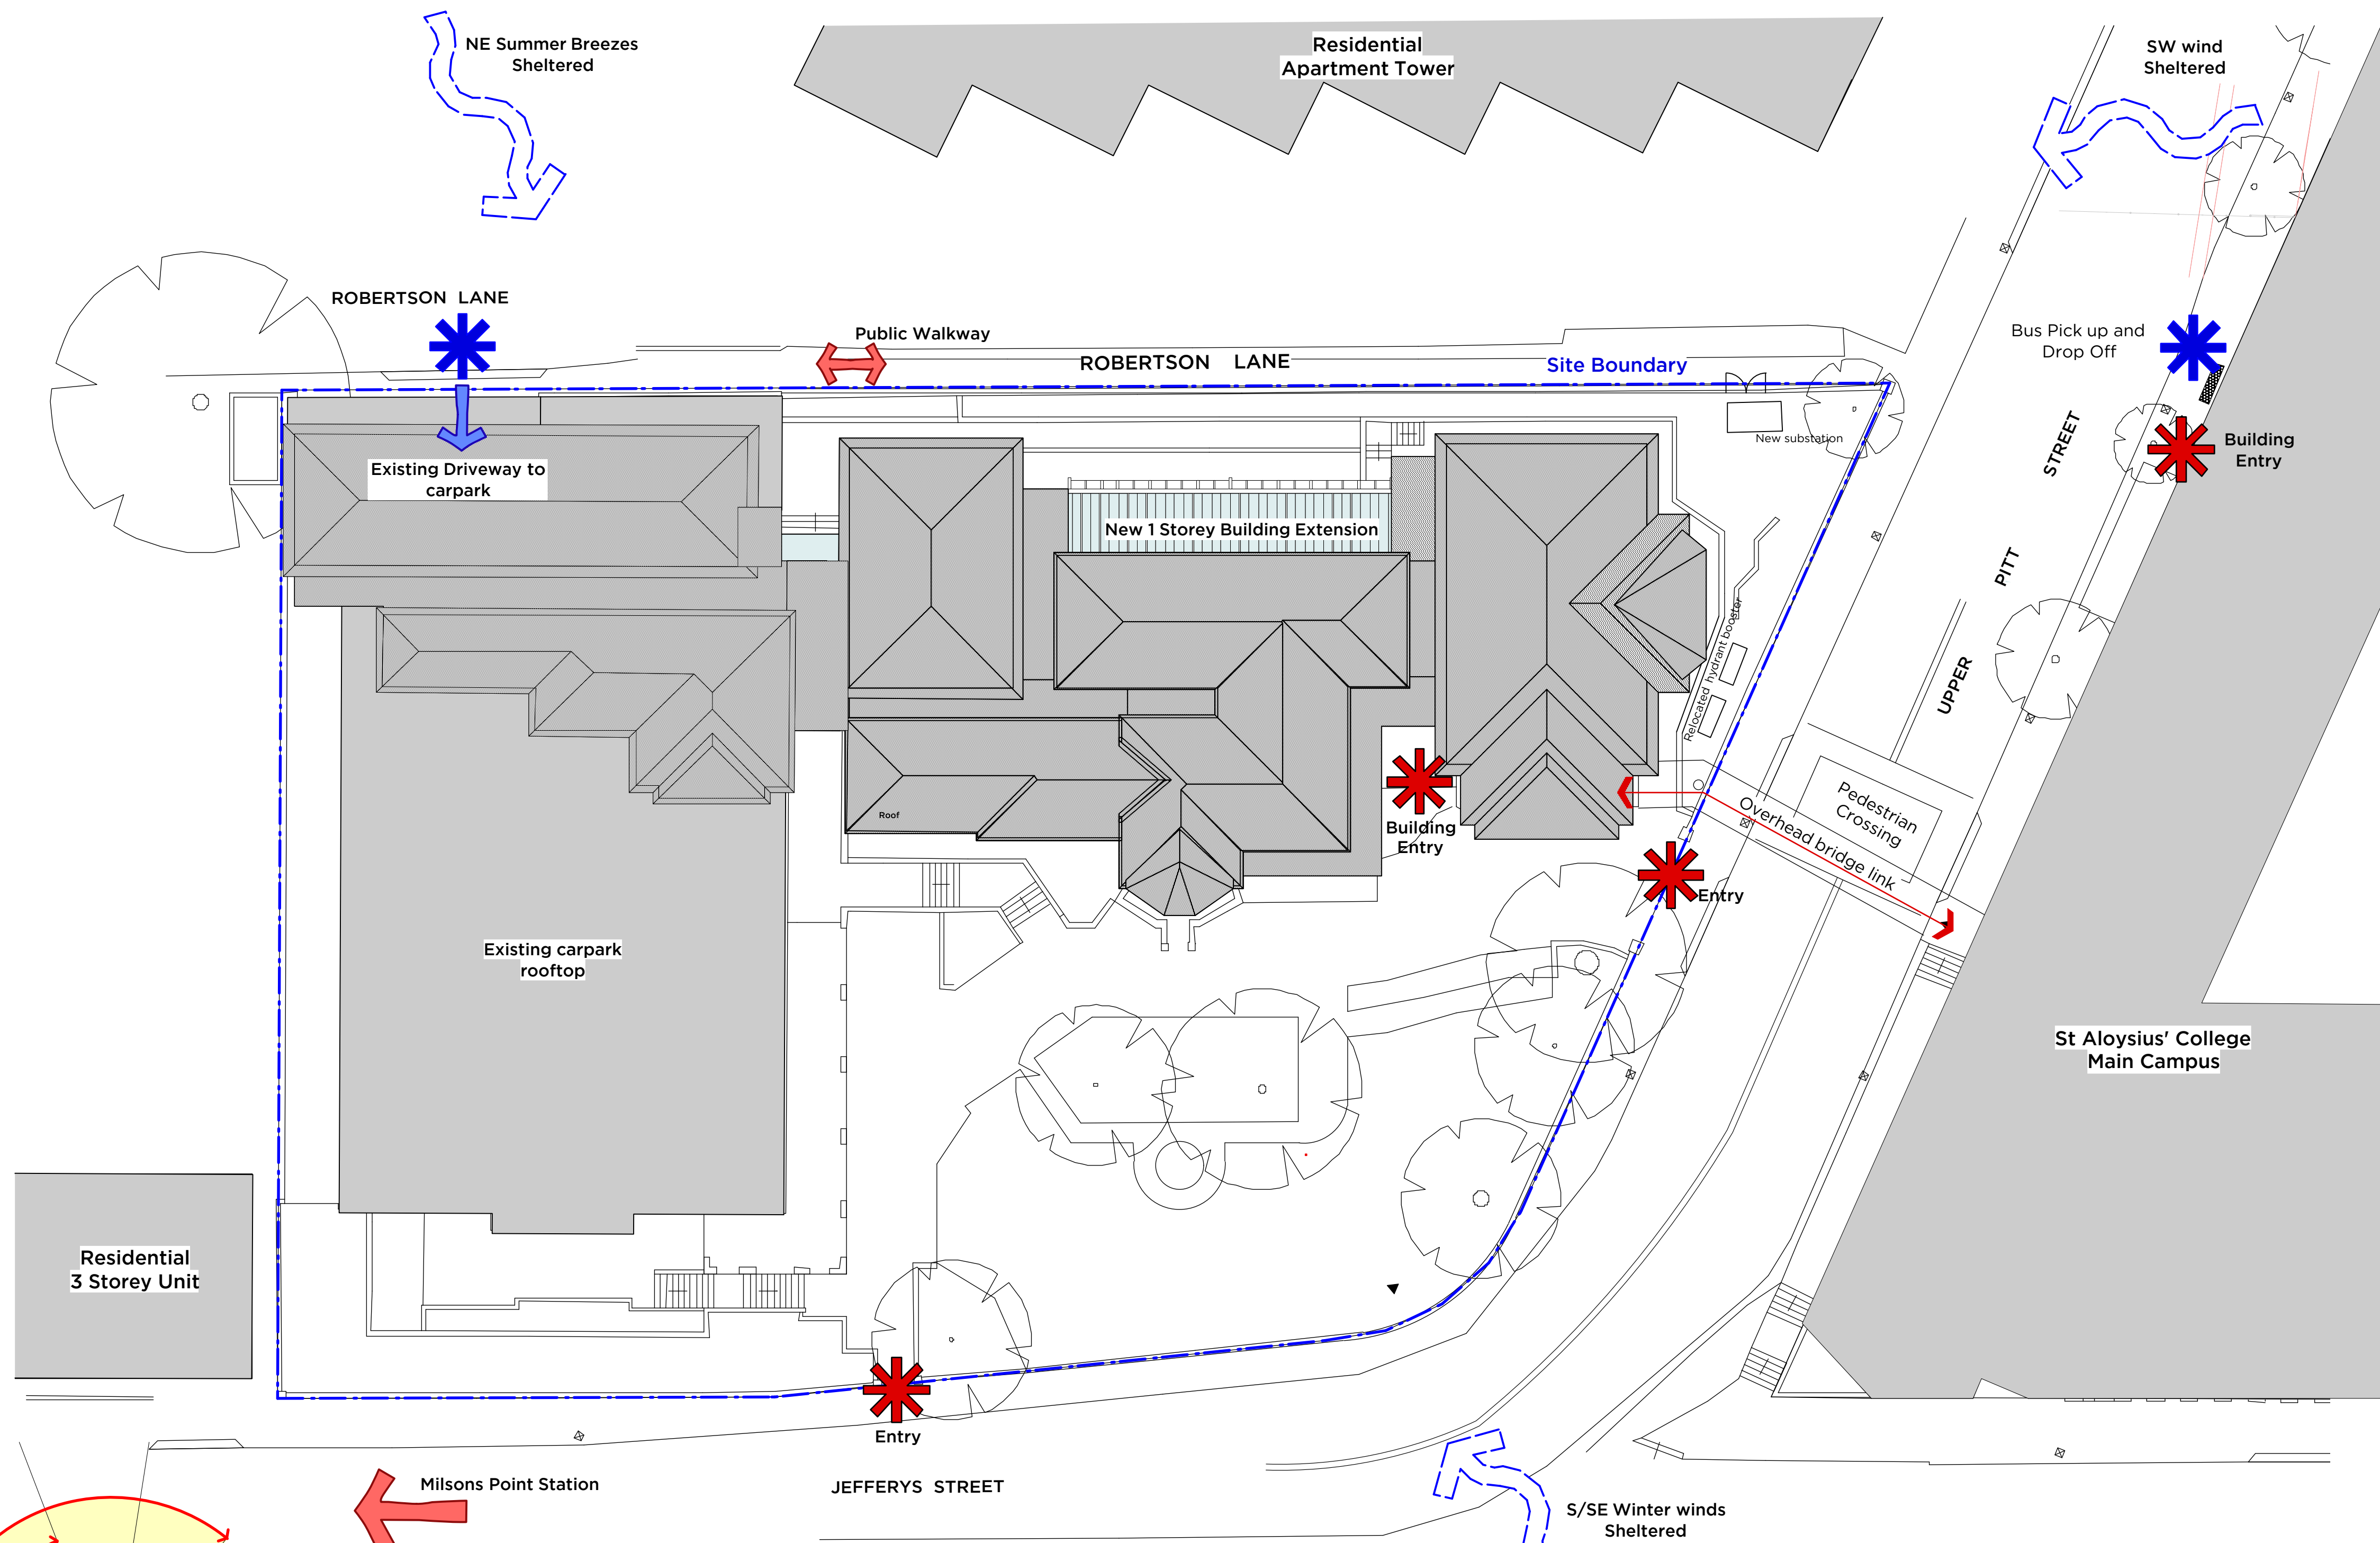 NE Summer Breezes
Sheltered
Residential
Apartment Tower
SW wind
Sheltered
ROBERTSON LANE
Public Walkway
ROBERTSON LANE
Site Boundary
Bus Pick up and
Drop Off
New substation
Building
Entry
Existing Driveway to
carpark
New 1 Storey Building Extension
UPPER PITT STREET
Relocated hydrant booster
Roof
Building
Entry
Pedestrian
Crossing
Overhead bridge link
Entry
Existing carpark
rooftop
St Aloysius' College
Main Campus
Residential
3 Storey Unit
Entry
Milsons Point Station
JEFFERYS STREET
S/SE Winter winds
Sheltered